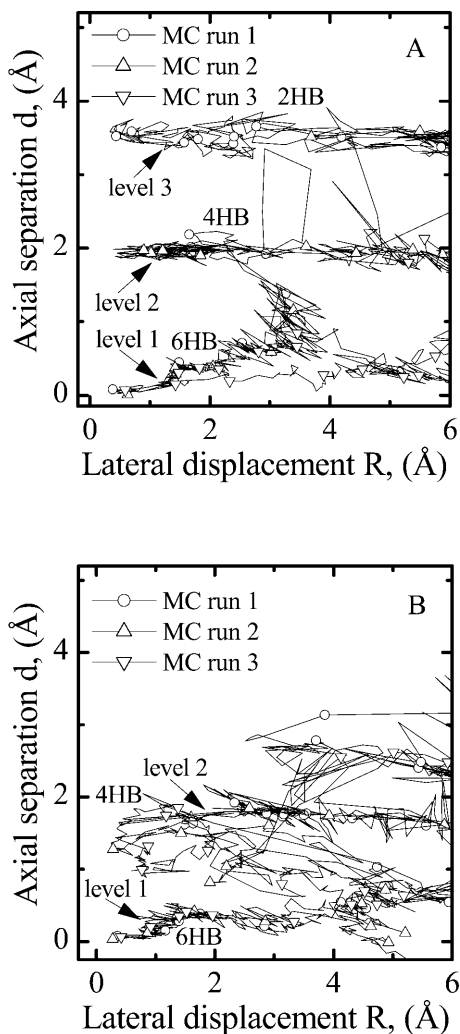 A
MC run 1
MC run 2
MC run 3
2HB
4
level 3
4HB
2
level 2
level 1
6HB
0
0 2 4 6
Axial separation d, (Å)
Lateral displacement R, (Å)
B
MC run 1
MC run 2
MC run 3
4
level 2
4HB
2
level 1
6HB
0
0 2 4 6
Axial separation d, (Å)
Lateral displacement R, (Å)